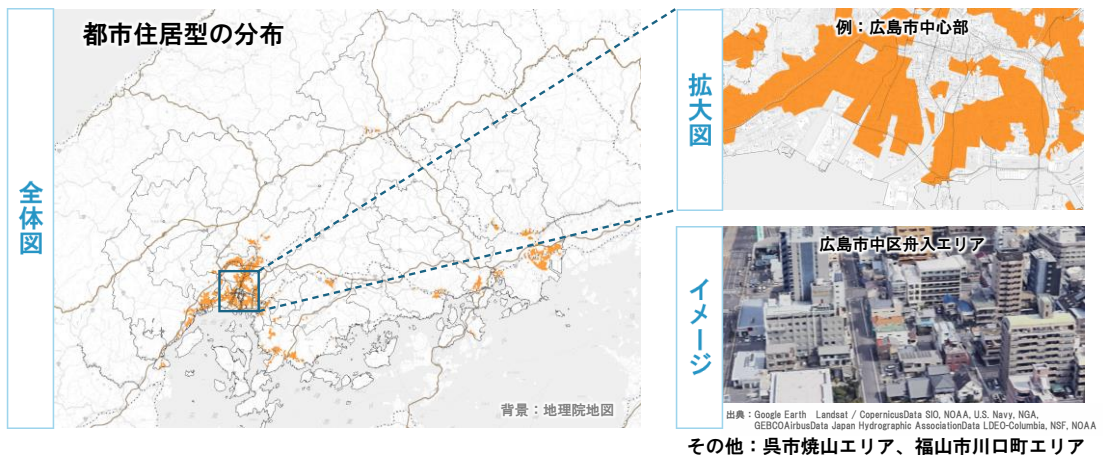 都市住居型の分布
全体図
背景：地理院地図
拡大図
例：広島市中心部
イメージ
広島市中区舟入エリア
出典：Google Earth Landsat / CopernicusData SIO, NOAA, U.S. Navy, NGA,
GEBCOAirbusData Japan Hydrographic AssociationData LDEO-Columbia, NSF, NOAA
その他：呉市焼山エリア、福山市川口町エリア